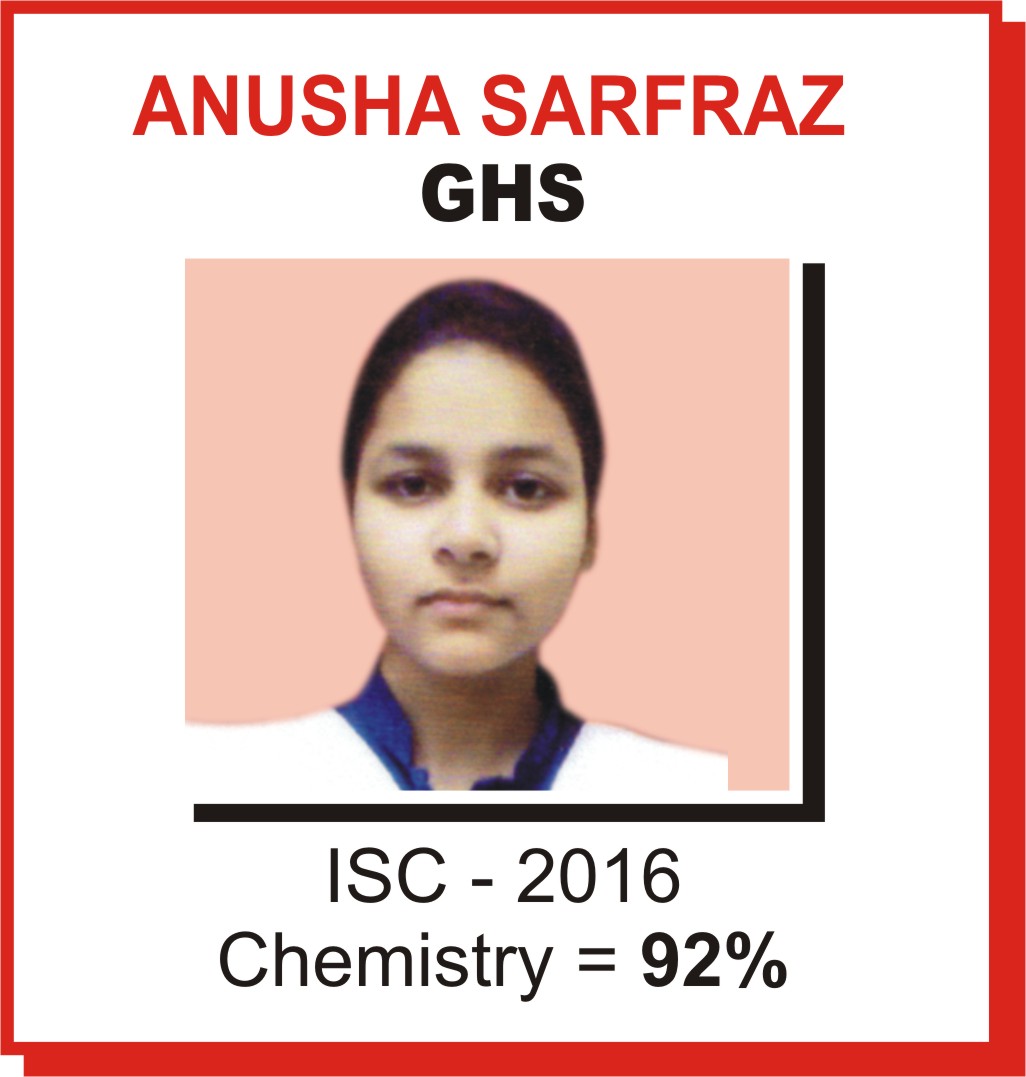 ANUSHA SARFRAZ
GHS
ISC - 2016
Chemistry = 92%